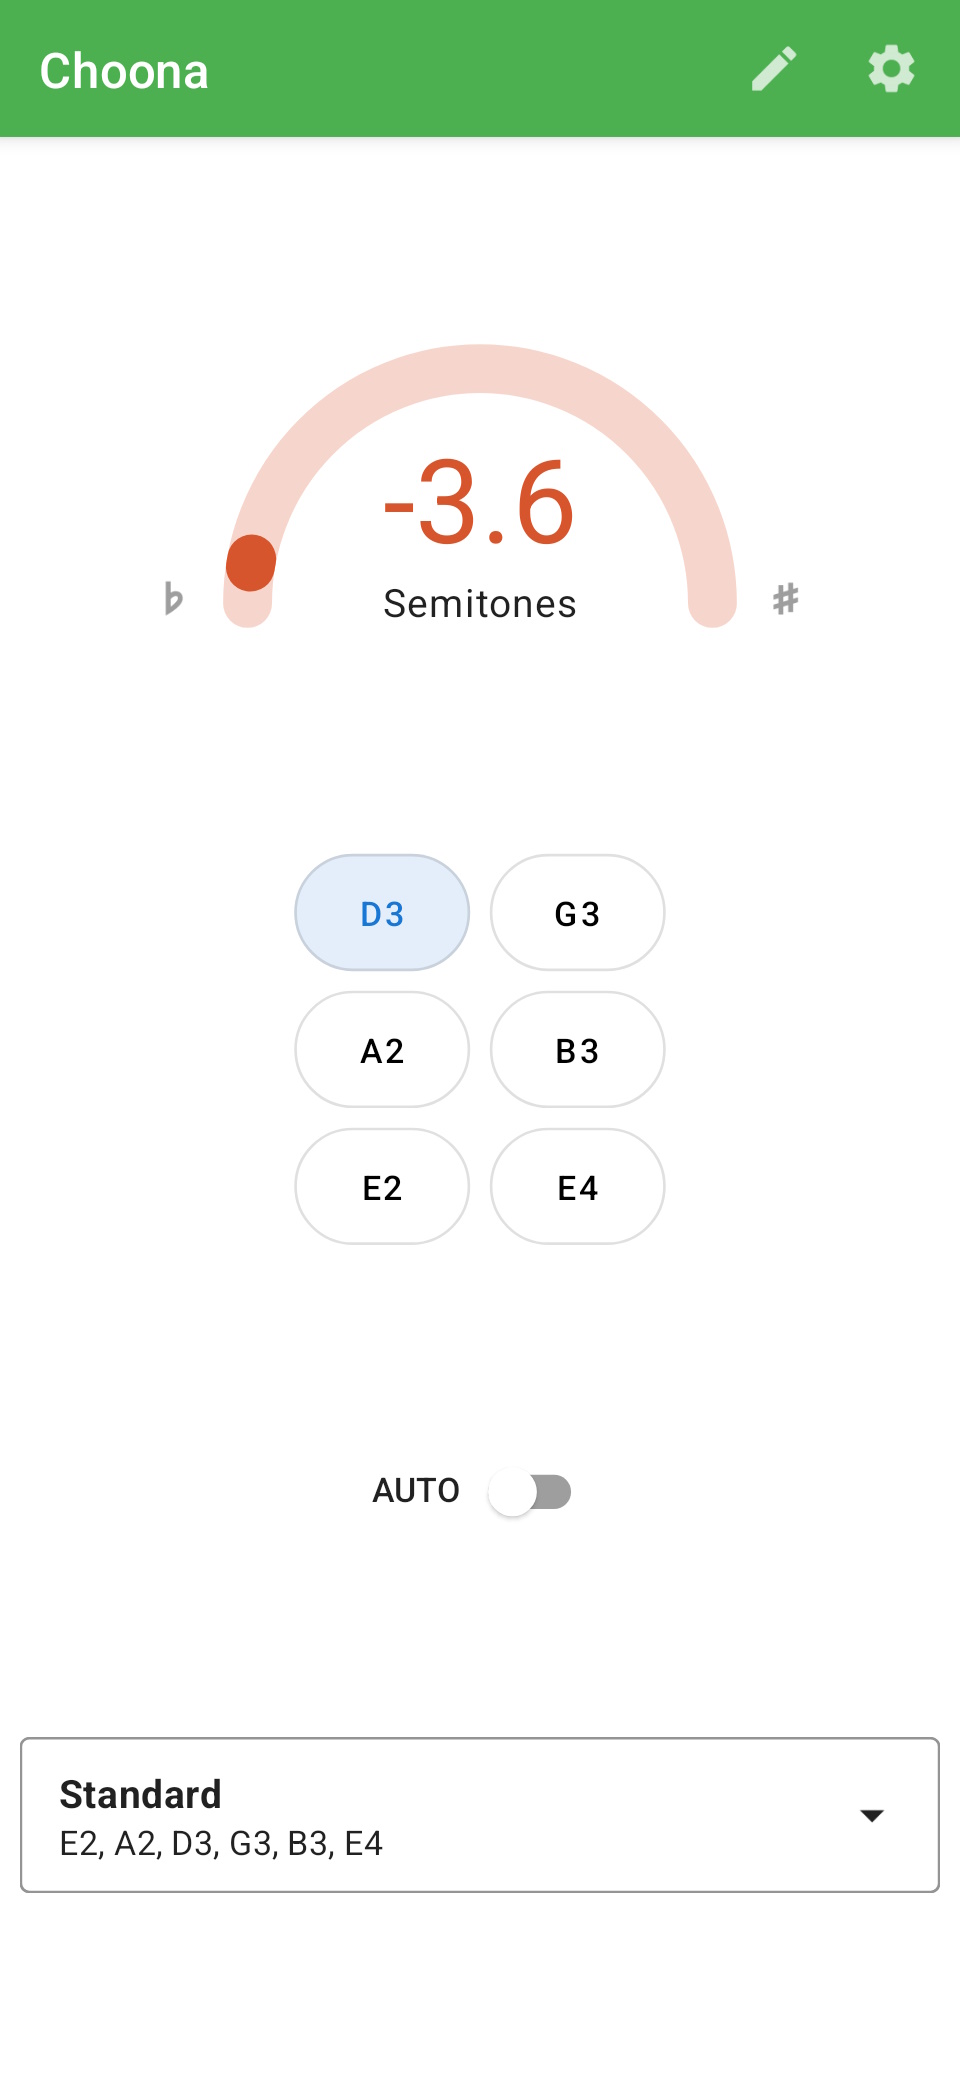 Choona
-3.6
♭
Semitones
♯
D3
G3
A2
B3
E2
E4
AUTO
Standard
E2, A2, D3, G3, B3, E4